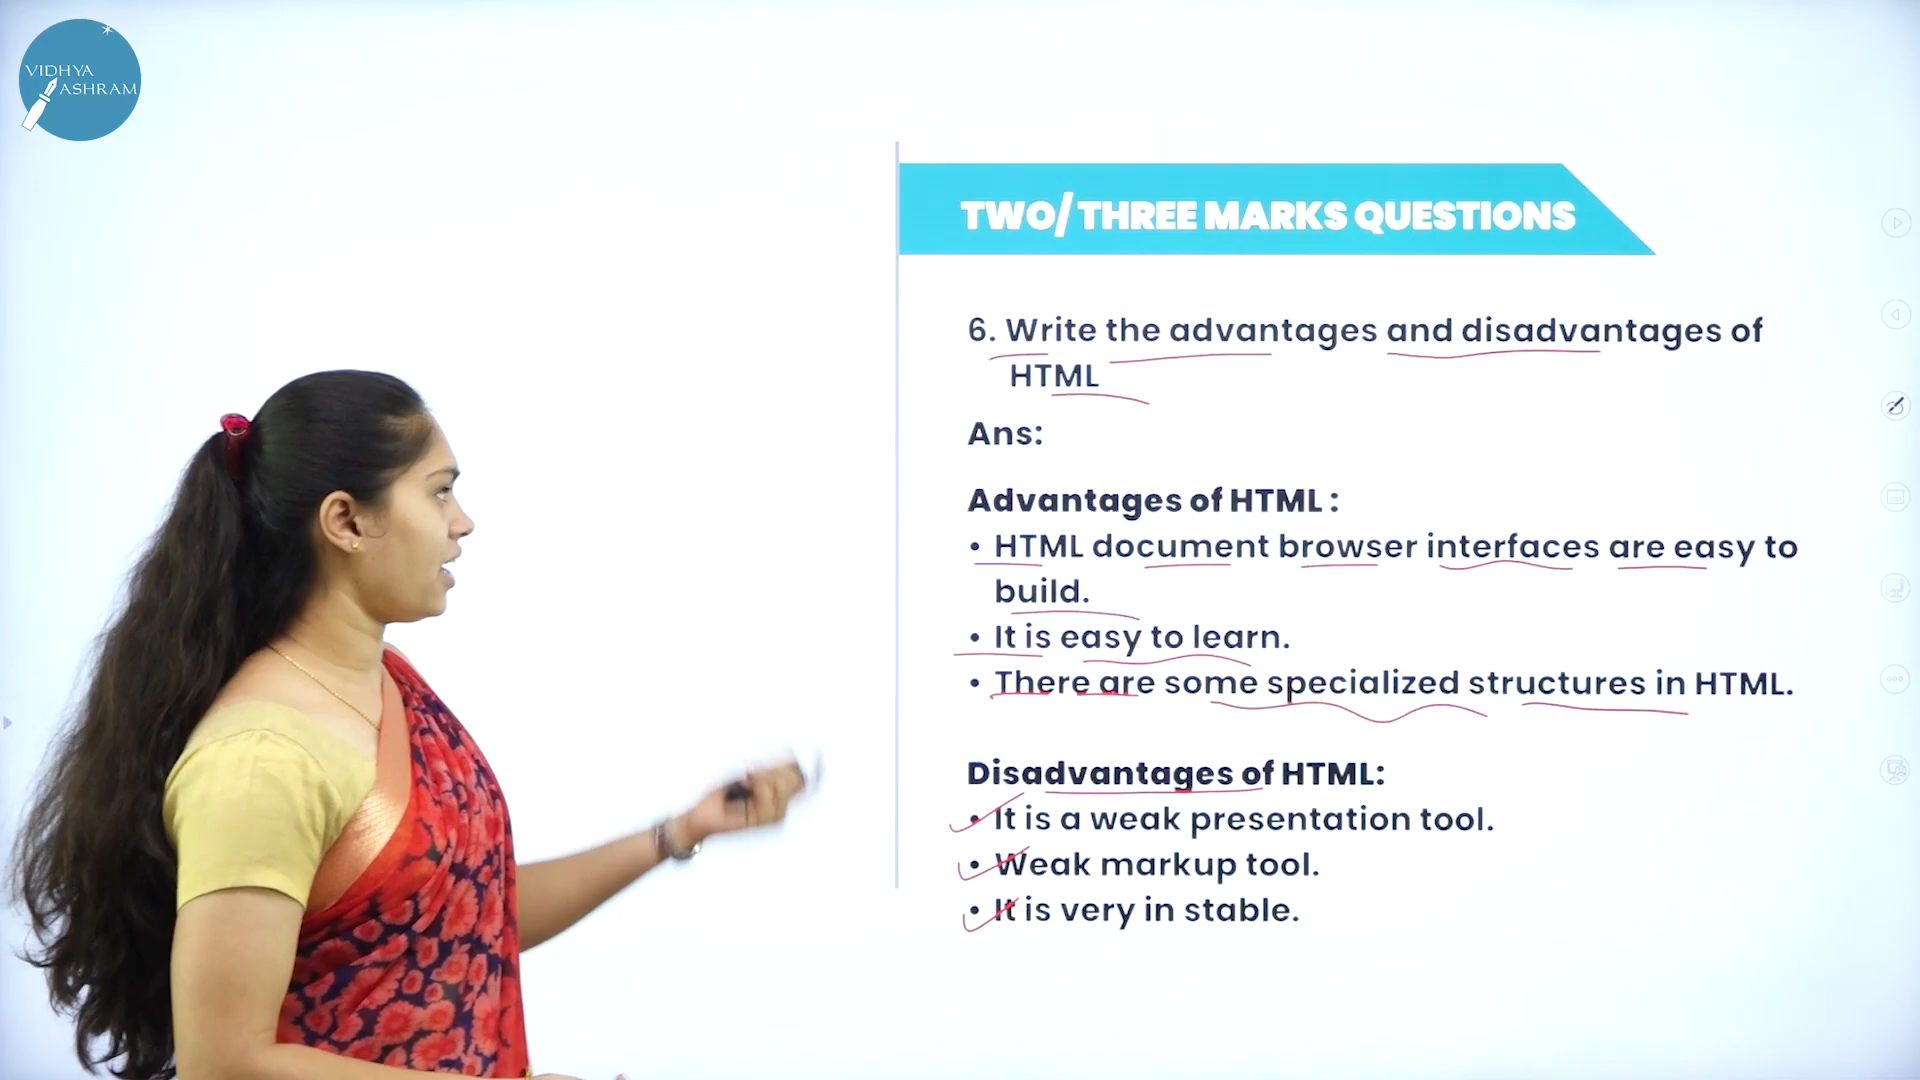 VIDHYA
ASHRAM
TWO/THREE MARKS QUESTIONS
6. Write the advantages and disadvantages of
HTML
Ans:
Advantages of HTML :
• HTML document browser interfaces are easy to
build.
• It is easy to learn.
• There are some specialized structures in HTML.
Disadvantages of HTML:
• It is a weak presentation tool.
• Weak markup tool.
• It is very in stable.